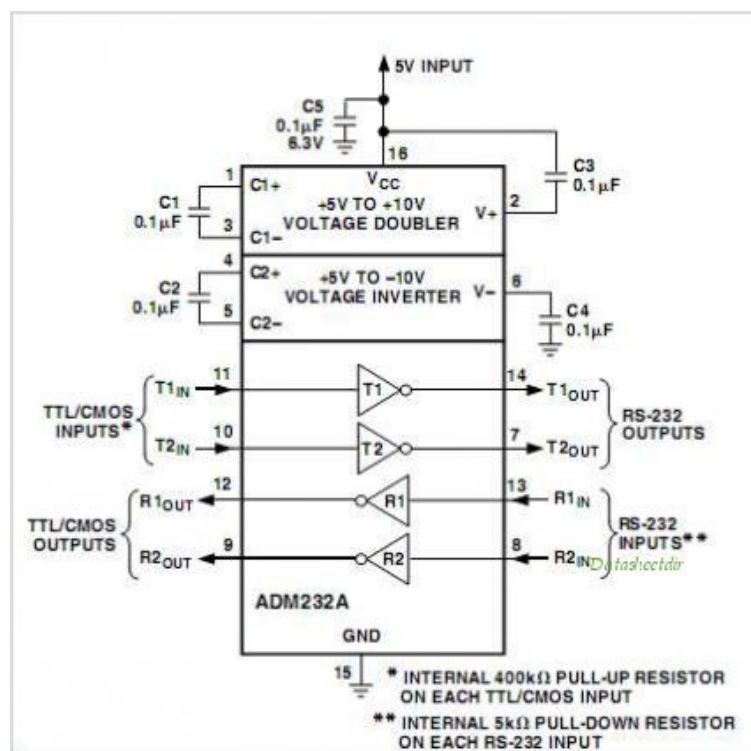 5V INPUT
C5
0.1µF
6.3V
16
C3
0.1µF
1
C1+
VCC
+5V TO +10V
VOLTAGE DOUBLER
V+
2
C1
0.1µF
3
C1–
4
C2+
+5V TO –10V
VOLTAGE INVERTER
V–
6
C2
0.1µF
5
C2–
C4
0.1µF
TTL/CMOS
INPUTS*
T1IN
11
T1
14
T1OUT
T2IN
10
T2
7
T2OUT
RS-232
OUTPUTS
TTL/CMOS
OUTPUTS
R1OUT
12
R1
13
R1IN
R2OUT
9
R2
8
R2IN
RS-232
INPUTS**
Datasheetdir
ADM232A
GND
15
* INTERNAL 400kΩ PULL-UP RESISTOR
ON EACH TTL/CMOS INPUT
** INTERNAL 5kΩ PULL-DOWN RESISTOR
ON EACH RS-232 INPUT